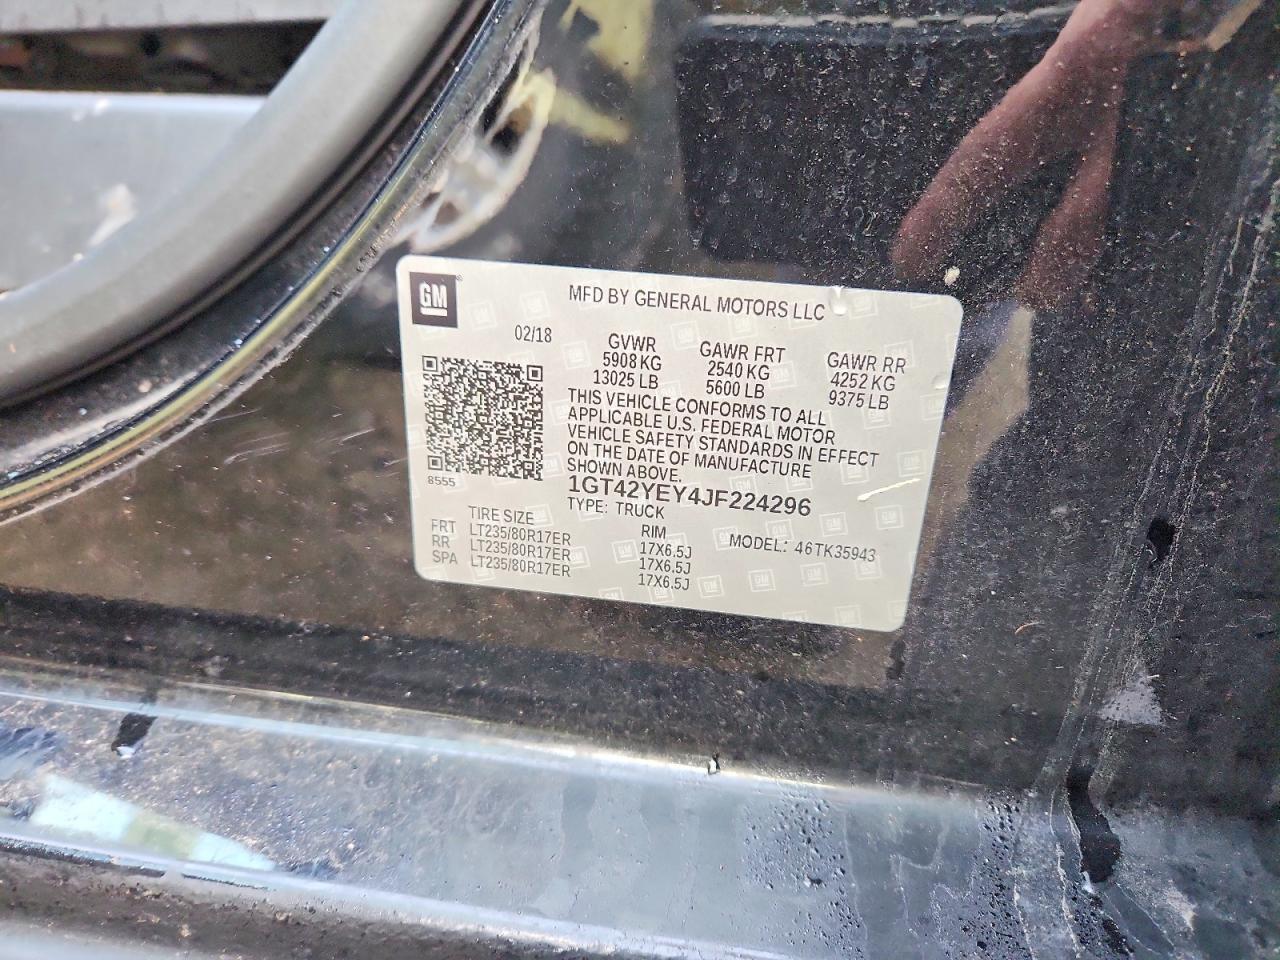 GM
MFD BY GENERAL MOTORS LLC
02/18
GVWR GAWR FRT GAWR RR
5908 KG 2540 KG 4252 KG
13025 LB 5600 LB 9375 LB
THIS VEHICLE CONFORMS TO ALL
APPLICABLE U.S. FEDERAL MOTOR
VEHICLE SAFETY STANDARDS IN EFFECT
ON THE DATE OF MANUFACTURE
SHOWN ABOVE.
8555
1GT42YEY4JF224296
TYPE: TRUCK
TIRE SIZE RIM MODEL: 46TK35943
FRT LT235/80R17ER 17X6.5J
RR LT235/80R17ER 17X6.5J
SPA LT235/80R17ER 17X6.5J